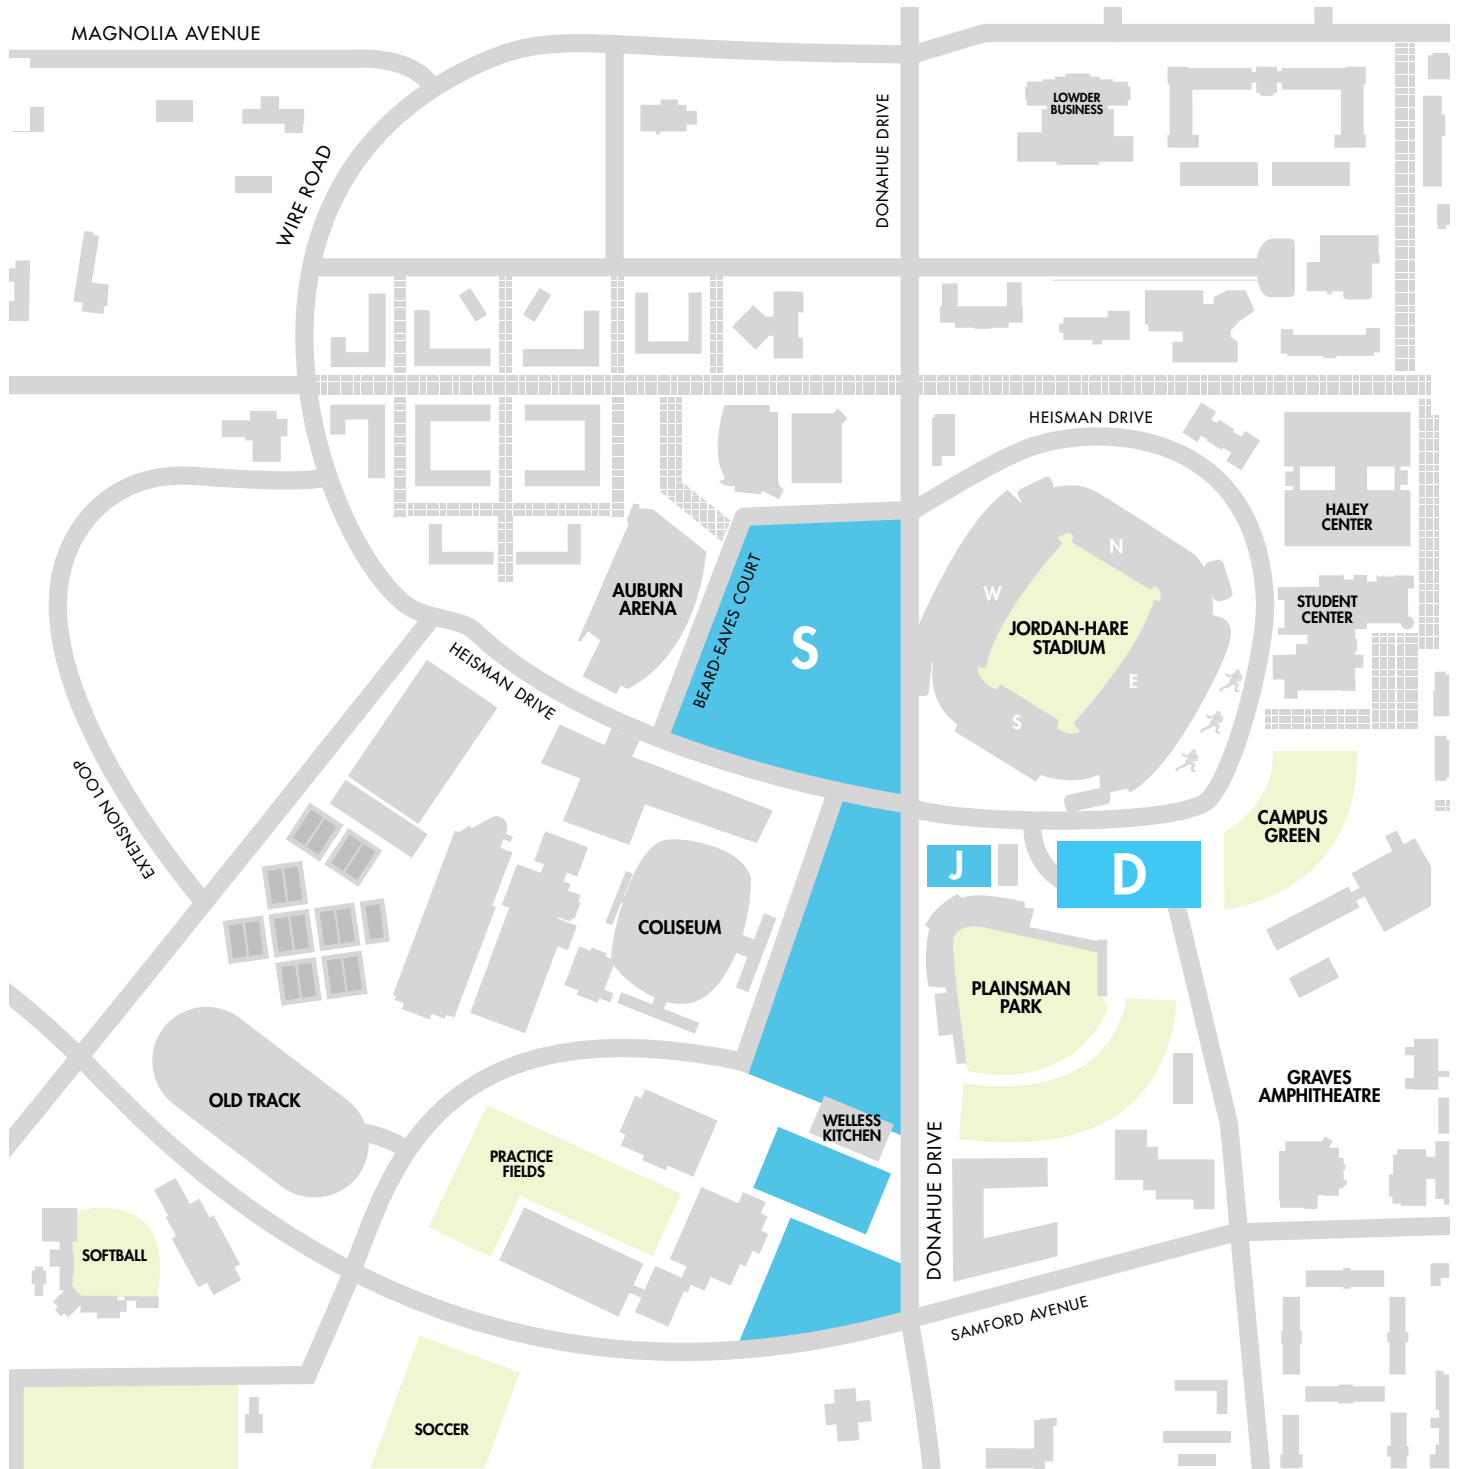 MAGNOLIA AVENUE
LOWDER
BUSINESS
DONAHUE DRIVE
WIRE ROAD
HEISMAN DRIVE
HALEY
CENTER
N
W
AUBURN
ARENA
BEARD-EAVES COURT
S
JORDAN-HARE
STADIUM
STUDENT
CENTER
E
S
HEISMAN DRIVE
EXTENSION LOOP
CAMPUS
GREEN
J
D
COLISEUM
PLAINSMAN
PARK
OLD TRACK
GRAVES
AMPHITHEATRE
WELLESS
KITCHEN
PRACTICE
FIELDS
DONAHUE DRIVE
SOFTBALL
SAMFORD AVENUE
SOCCER